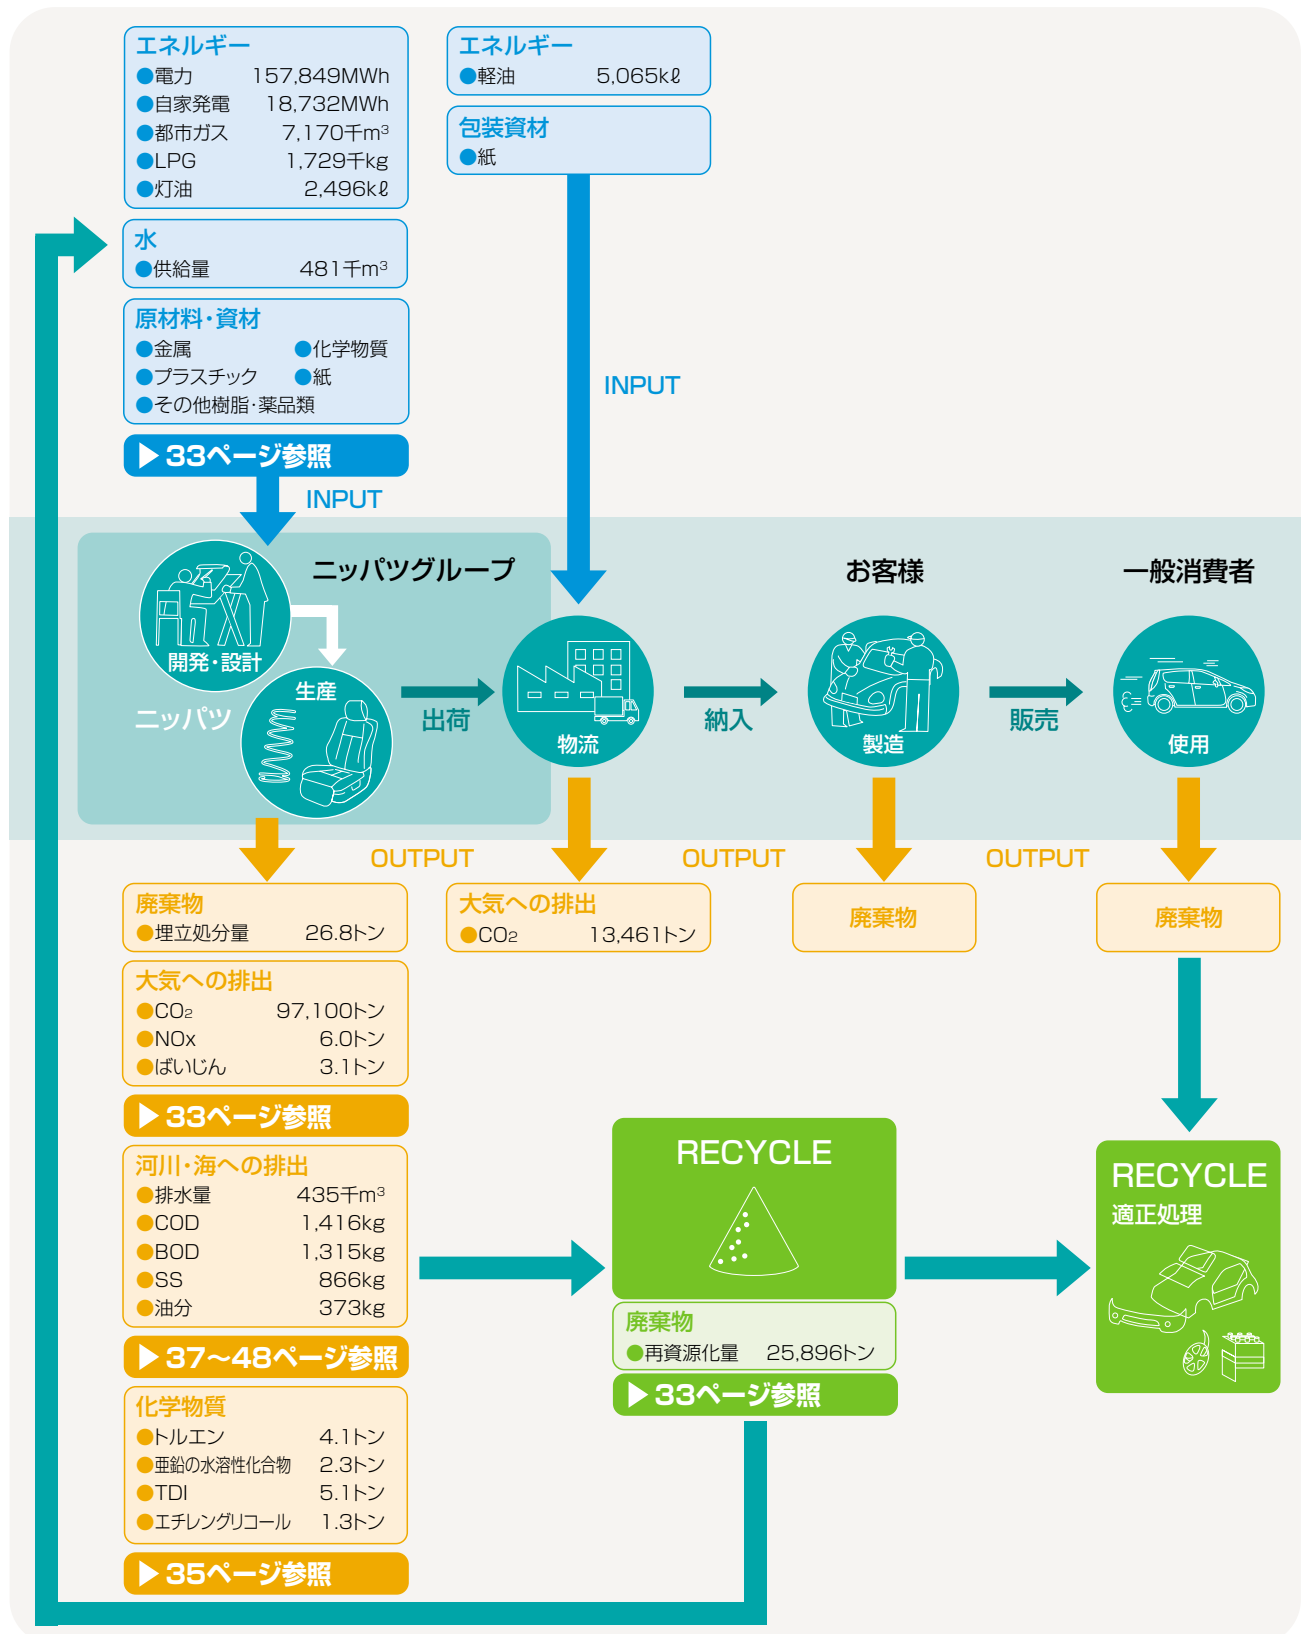 エネルギー
●電力 157,849MWh
●自家発電 18,732MWh
●都市ガス 7,170千m³
●LPG 1,729千kg
●灯油 2,496kℓ
水
●供給量 481千m³
原材料・資材
●金属 ●化学物質
●プラスチック ●紙
●その他樹脂・薬品類
▶33ページ参照
INPUT
エネルギー
●軽油 5,065kℓ
包装資材
●紙
INPUT
ニッパツグループ
お客様
一般消費者
開発・設計
ニッパツ
生産
出荷
物流
納入
製造
販売
使用
OUTPUT
OUTPUT
OUTPUT
廃棄物
●埋立処分量 26.8トン
大気への排出
●CO₂ 97,100トン
●NOx 6.0トン
●ばいじん 3.1トン
▶33ページ参照
河川・海への排出
●排水量 435千m³
●COD 1,416kg
●BOD 1,315kg
●SS 866kg
●油分 373kg
▶37〜48ページ参照
化学物質
●トルエン 4.1トン
●亜鉛の水溶性化合物 2.3トン
●TDI 5.1トン
●エチレングリコール 1.3トン
▶35ページ参照
大気への排出
●CO₂ 13,461トン
廃棄物
廃棄物
RECYCLE
廃棄物
●再資源化量 25,896トン
▶33ページ参照
RECYCLE
適正処理